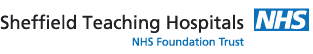 Sheffield Teaching Hospitals NHS
NHS Foundation Trust